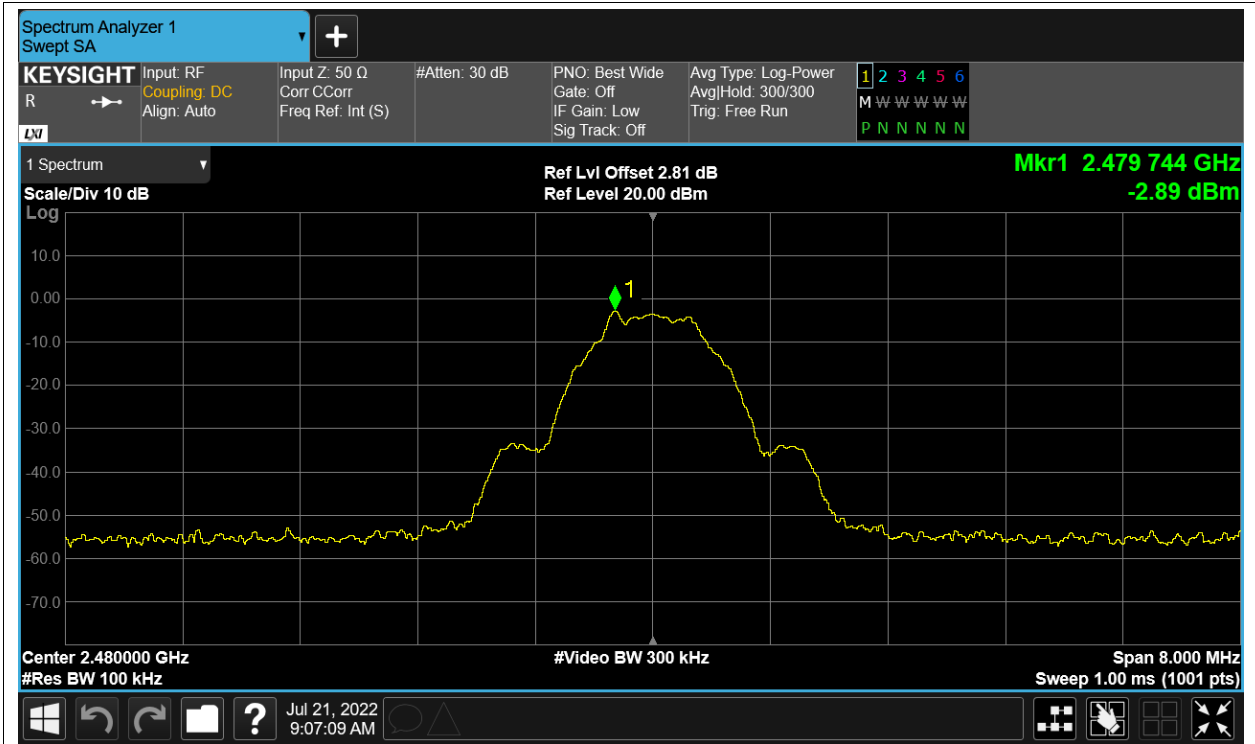 Spectrum Analyzer 1
Swept SA
KEYSIGHT
R
LXI
Input: RF
Coupling: DC
Align: Auto
Input Z: 50 Ω
Corr CCorr
Freq Ref: Int (S)
#Atten: 30 dB
PNO: Best Wide
Gate: Off
IF Gain: Low
Sig Track: Off
Avg Type: Log-Power
Avg|Hold: 300/300
Trig: Free Run
1 2 3 4 5 6
M W W W W W
P N N N N N
1 Spectrum
Scale/Div 10 dB
Log
Ref Lvl Offset 2.81 dB
Ref Level 20.00 dBm
Mkr1 2.479 744 GHz
-2.89 dBm
10.0
0.00
-10.0
-20.0
-30.0
-40.0
-50.0
-60.0
-70.0
1
Center 2.480000 GHz
#Res BW 100 kHz
#Video BW 300 kHz
Span 8.000 MHz
Sweep 1.00 ms (1001 pts)
?
Jul 21, 2022
9:07:09 AM